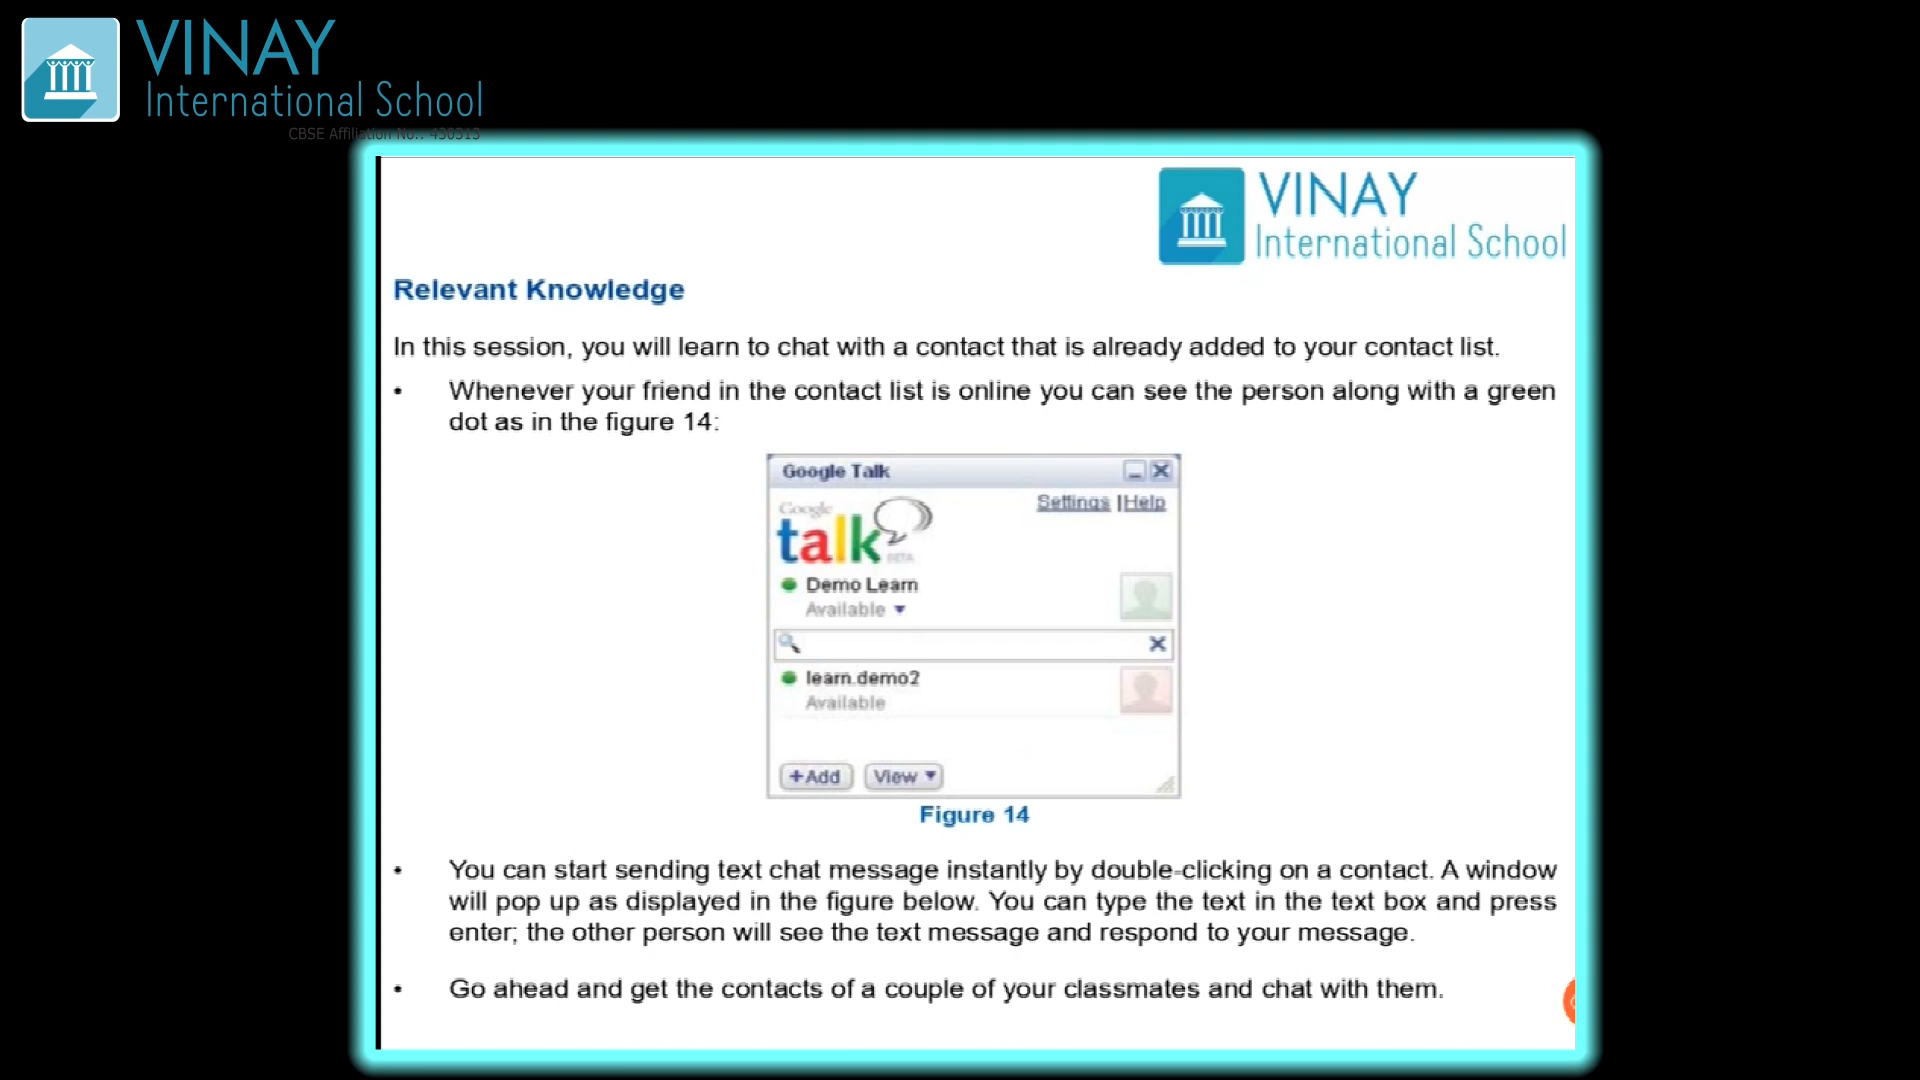 VINAY
International School
CBSE Affiliation No.: 430313
VINAY
International School
Relevant Knowledge
In this session, you will learn to chat with a contact that is already added to your contact list.
• Whenever your friend in the contact list is online you can see the person along with a green
dot as in the figure 14:
Google Talk
Settings | Help
Google
talk
BETA
Demo Learn
Available
learn.demo2
Available
+Add View
Figure 14
• You can start sending text chat message instantly by double-clicking on a contact. A window
will pop up as displayed in the figure below. You can type the text in the text box and press
enter; the other person will see the text message and respond to your message.
• Go ahead and get the contacts of a couple of your classmates and chat with them.